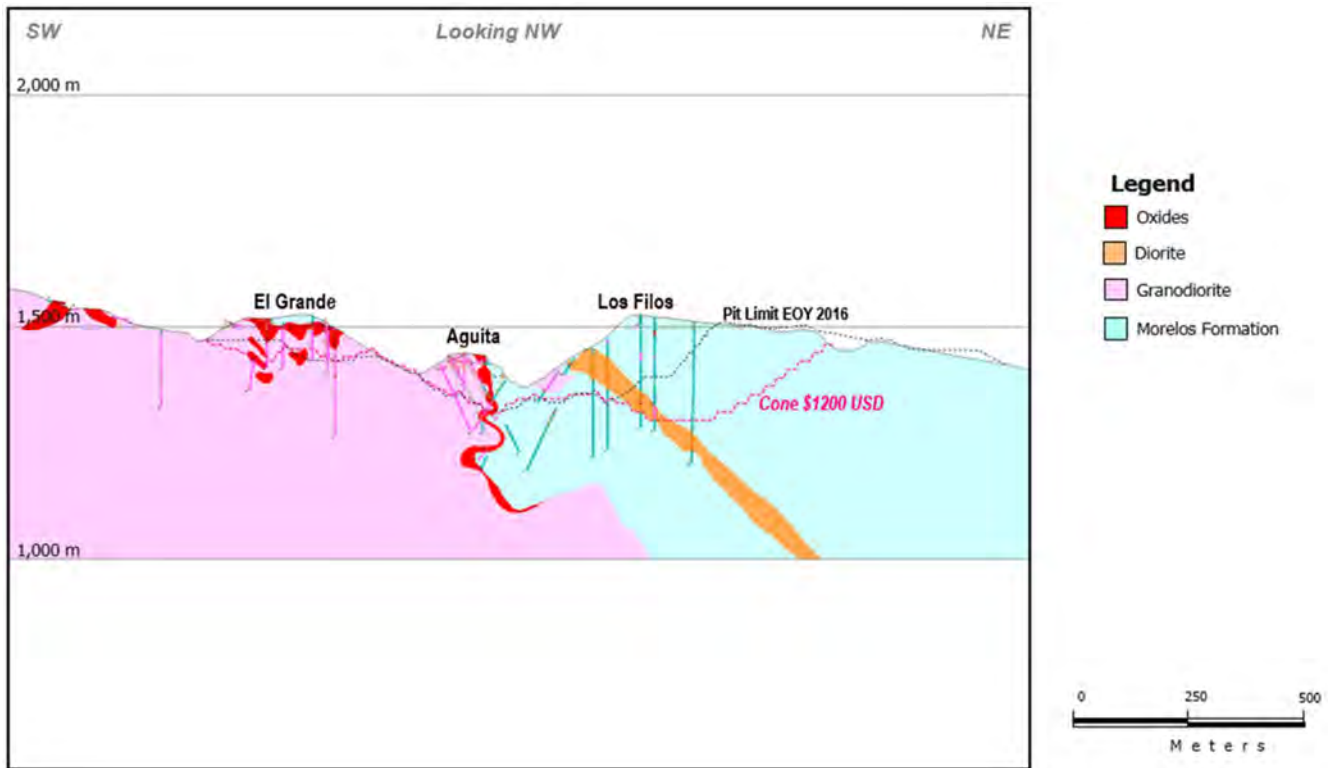 SW
Looking NW
NE
2,000 m
El Grande
Los Filos
1,500 m
Pit Limit EOY 2016
Aguita
Cone $1200 USD
1,000 m
Legend
Oxides
Diorite
Granodiorite
Morelos Formation
0
250
500
Meters